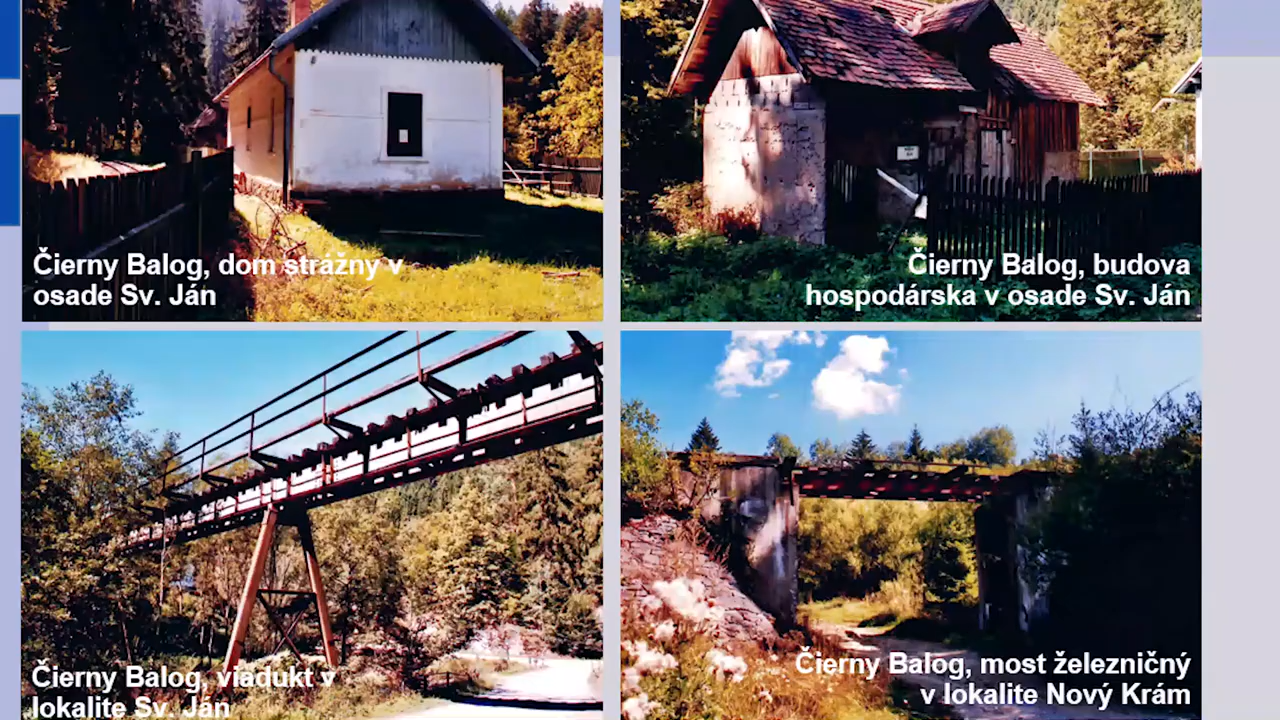 Čierny Balog, dom strážny v
osade Sv. Ján
Čierny Balog, budova
hospodárska v osade Sv. Ján
Čierny Balog, viadukt v
lokalite Sv. Ján
Čierny Balog, most železničný
v lokalite Nový Krám